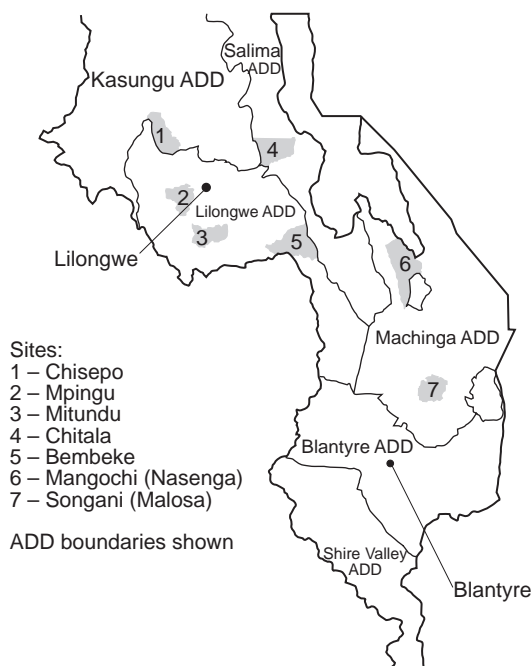 Salima
ADD
Kasungu ADD
1
4
2
Lilongwe ADD
3
5
Lilongwe
6
Machinga ADD
Sites:
1 – Chisepo
2 – Mpingu
3 – Mitundu
4 – Chitala
5 – Bembeke
6 – Mangochi (Nasenga)
7 – Songani (Malosa)
ADD boundaries shown
7
Blantyre ADD
Shire Valley
ADD
Blantyre